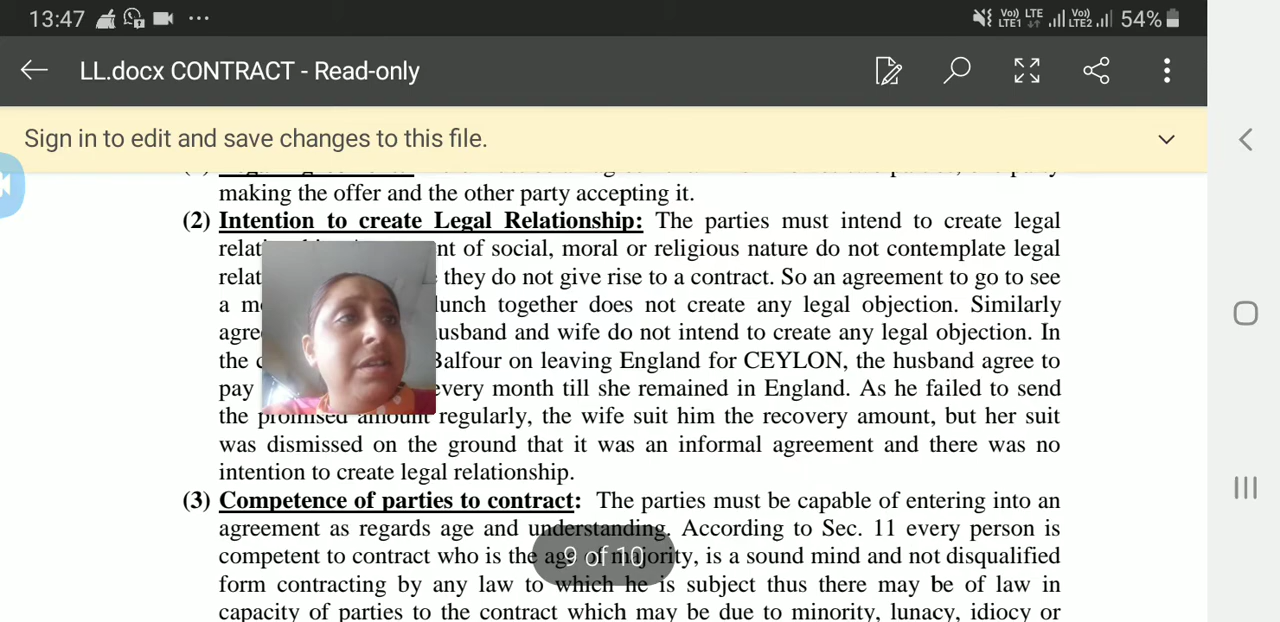 13:47 ... Vo)) LTE LTE1 Vo)) LTE2 54%
LL.docx CONTRACT - Read-only
Sign in to edit and save changes to this file.
making the offer and the other party accepting it.
(2) Intention to create Legal Relationship: The parties must intend to create legal
nt of social, moral or religious nature do not contemplate legal
they do not give rise to a contract. So an agreement to go to see
a lunch together does not create any legal objection. Similarly
usband and wife do not intend to create any legal objection. In
the Balfour on leaving England for CEYLON, the husband agree to
pay every month till she remained in England. As he failed to send
the promised amount regularly, the wife suit him the recovery amount, but her suit
was dismissed on the ground that it was an informal agreement and there was no
intention to create legal relationship.
(3) Competence of parties to contract: The parties must be capable of entering into an
agreement as regards age and understanding. According to Sec. 11 every person is
competent to contract who is the age of majority, is a sound mind and not disqualified
9 of 10
form contracting by any law to which he is subject thus there may be of law in
capacity of parties to the contract which may be due to minority, lunacy, idiocy or